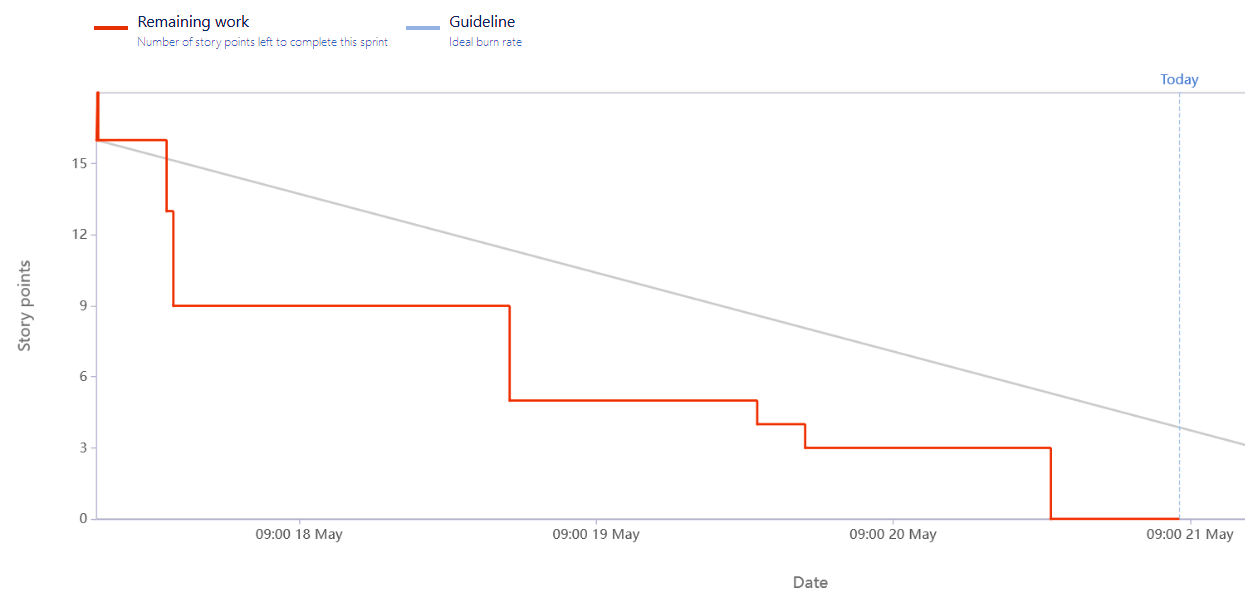 Remaining work
Number of story points left to complete this sprint
Guideline
Ideal burn rate
Today
15
12
9
6
3
0
Story points
09:00 18 May
09:00 19 May
09:00 20 May
09:00 21 May
Date